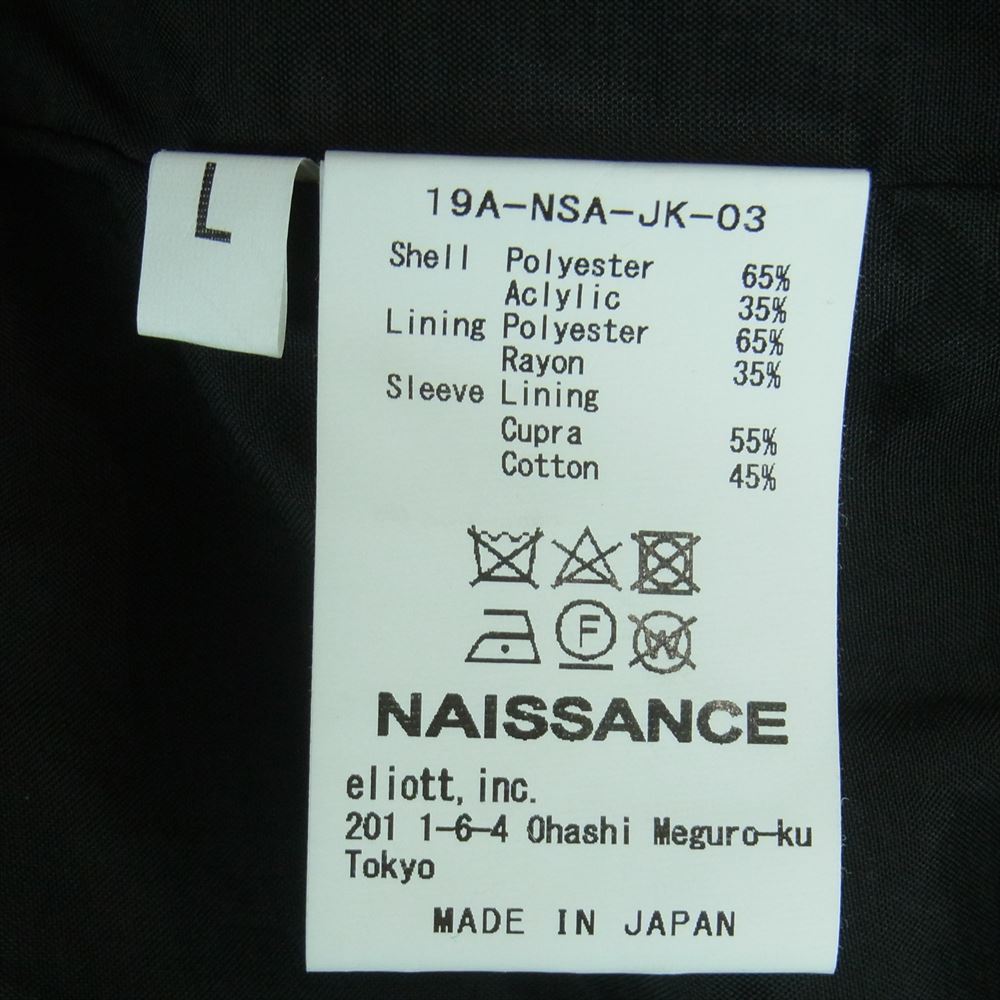 L
19A-NSA-JK-03
Shell Polyester 65%
Aclylic 35%
Lining Polyester 65%
Rayon 35%
Sleeve Lining
Cupra 55%
Cotton 45%
F W
NAISSANCE
eliott, inc.
201 1-6-4 Ohashi Meguro-ku
Tokyo
MADE IN JAPAN